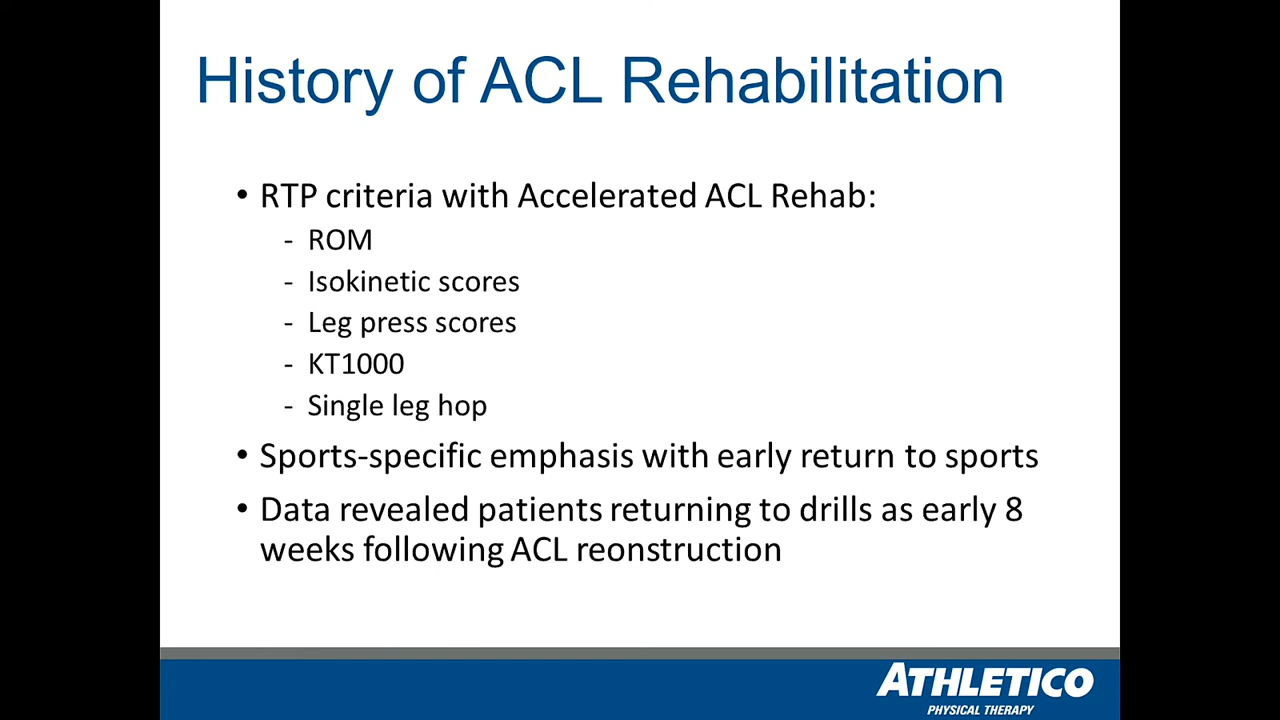 History of ACL Rehabilitation
• RTP criteria with Accelerated ACL Rehab:
- ROM
- Isokinetic scores
- Leg press scores
- KT1000
- Single leg hop
• Sports-specific emphasis with early return to sports
• Data revealed patients returning to drills as early 8
weeks following ACL reonstruction
ATHLETICO
PHYSICAL THERAPY